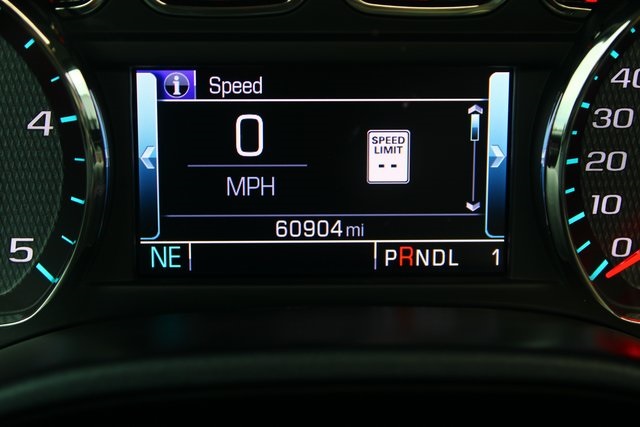 i Speed
0
MPH
SPEED
LIMIT
--
60904 mi
NE
PRNDL 1
4
5
40
30
20
10
0